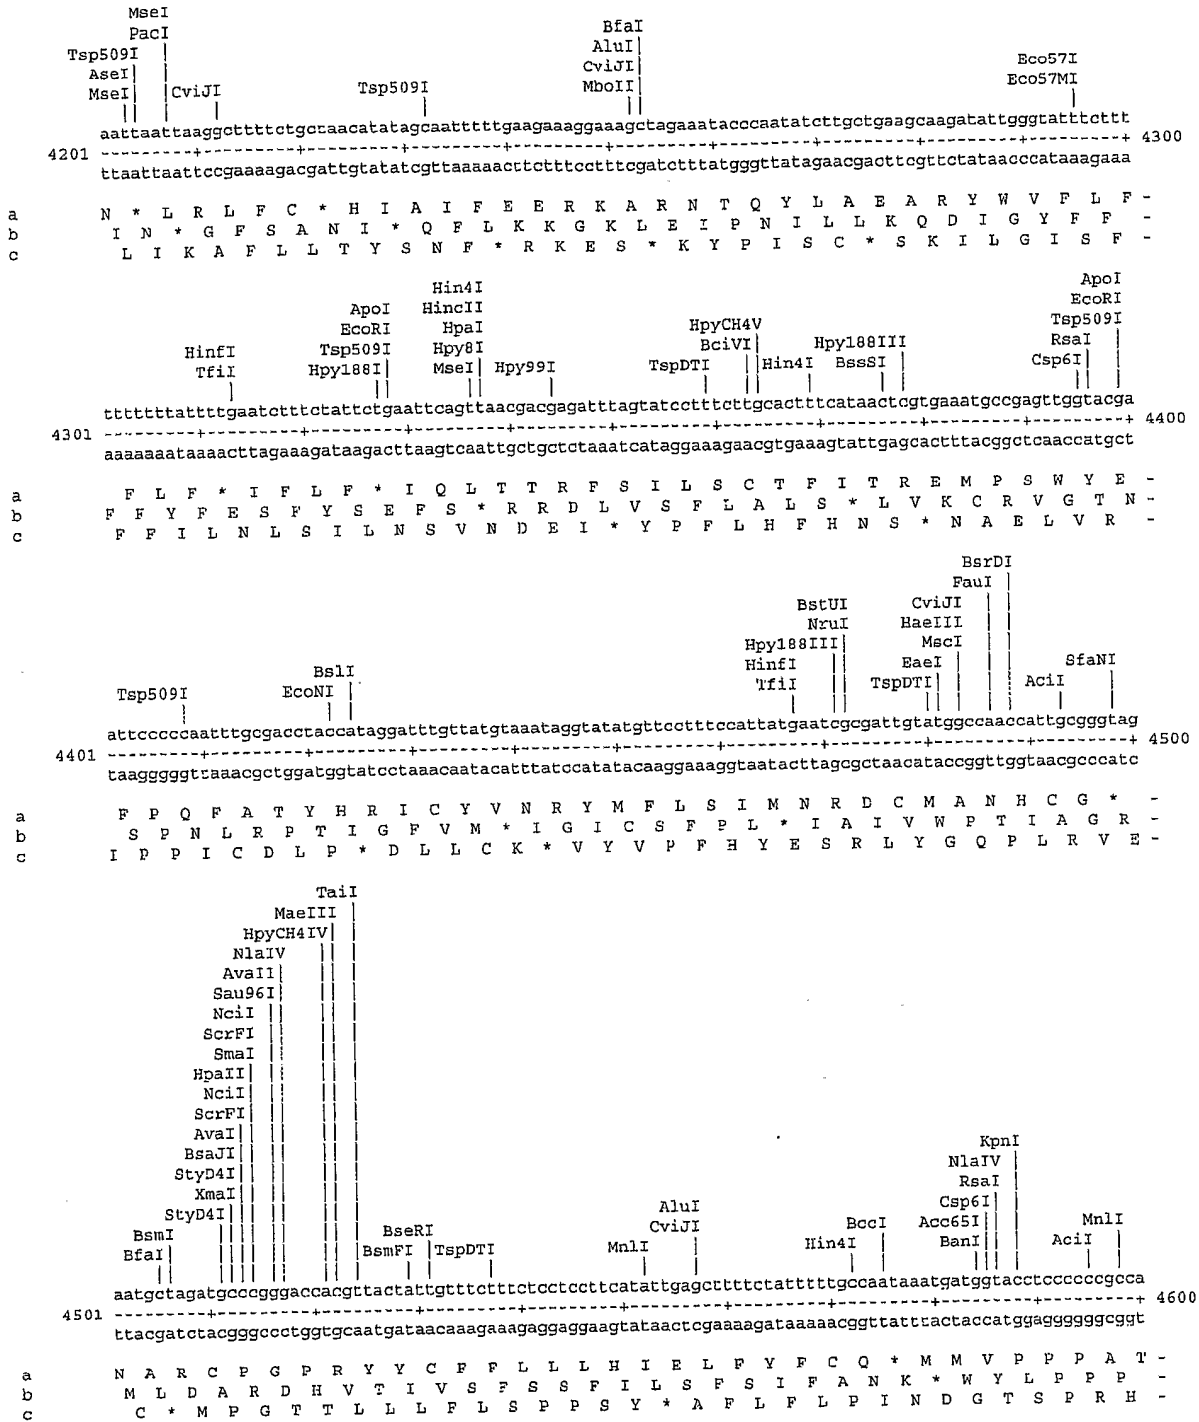 MseI
PacI
BfaI
Tsp509I
AluI
AseI
CviJI
Eco57I
MseI
CviJI
Tsp509I
MboII
Eco57MI
aattaattaaggcttttctgctaacatatagcaatttttgaagaaaggaaagctagaaatacccaatatcttgctgaagcaagatattgggtatttcttt
4201 ---------+---------+---------+---------+---------+---------+---------+---------+---------+---------+ 4300
ttaattaattccgaaaagacgattgtatatcgttaaaaacttctttcctttcgatctttatgggttatagaacgacttcgttctataacccataaagaaa
a N * L R L F C * H I A I F E E R K A R N T Q Y L A E A R Y W V F L F -
b I N * G F S A N I * Q F L K K G K L E I P N I L L K Q D I G Y F F -
c L I K A F L L T Y S N F * R K E S * K Y P I S C * S K I L G I S F -
Hin4I
ApoI
ApoI
HincII
EcoRI
EcoRI
HpaI
HpyCH4V
Tsp509I
HinfI
Tsp509I
Hpy8I
BciVI
Hpy188III
RsaI
TfiI
Hpy188I
MseI
Hpy99I
TspDTI
Hin4I
BssSI
Csp6I
tttttttattttgaatctttctattctgaattcagttaacgacgagatttagtatcctttcttgcactttcataactcgtgaaatgccgagttggtacga
4301 ---------+---------+---------+---------+---------+---------+---------+---------+---------+---------+ 4400
aaaaaaataaaacttagaaagataagacttaagtcaattgctgctctaaatcataggaaagaacgtgaaagtattgagcactttacggctcaaccatgct
a F L F * I F L F * I Q L T T R F S I L S C T F I T R E M P S W Y E -
b F F Y F E S F Y S E F S * R R D L V S F L A L S * L V K C R V G T N -
c F F I L N L S I L N S V N D E I * Y P F L H F H N S * N A E L V R -
BsrDI
FauI
BstUI
CviJI
NruI
HaeIII
Hpy188III
MscI
BslI
HinfI
EaeI
SfaNI
Tsp509I
EcoNI
TfiI
TspDTI
AciI
attcccccaatttgcgacctaccataggatttgttatgtaaataggtatatgttcctttccattatgaatcgcgattgtatggccaaccattgcgggtag
4401 ---------+---------+---------+---------+---------+---------+---------+---------+---------+---------+ 4500
taagggggttaaacgctggatggtatcctaaacaatacatttatccatatacaaggaaaggtaatacttagcgctaacataccggttggtaacgcccatc
a F P Q F A T Y H R I C Y V N R Y M F L S I M N R D C M A N H C G * -
b S P N L R P T I G F V M * I G I C S F P L * I A I V W P T I A G R -
c I P P I C D L P * D L L C K * V Y V P F H Y E S R L Y G Q P L R V E -
TaiI
MaeIII
HpyCH4IV
NlaIV
AvaII
Sau96I
NciI
ScrFI
SmaI
HpaII
NciI
ScrFI
AvaI
KpnI
BsaJI
NlaIV
StyD4I
RsaI
XmaI
AluI
Csp6I
StyD4I
CviJI
BccI
Acc65I
MnlI
BsmI
BseRI
BfaI
BsmFI
TspDTI
MnlI
Hin4I
BanI
AciI
aatgctagatgcccgggaccacgttactattgtttctttctcctccttcatattgagcttttctatttttgccaataaatgatggtacctccccccgcca
4501 ---------+---------+---------+---------+---------+---------+---------+---------+---------+---------+ 4600
ttacgatctacgggccctggtgcaatgataacaaagaaagaggaggaagtataactcgaaaagataaaaacggttatttactaccatggaggggggcggt
a N A R C P G P R Y Y C F F L L L H I E L F Y F C Q * M M V P P P A T -
b M L D A R D H V T I V S F S S F I L S F S I F A N K * W Y L P P P -
c C * M P G T T L L L F L S P P S Y * A F L F L P I N D G T S P R H -